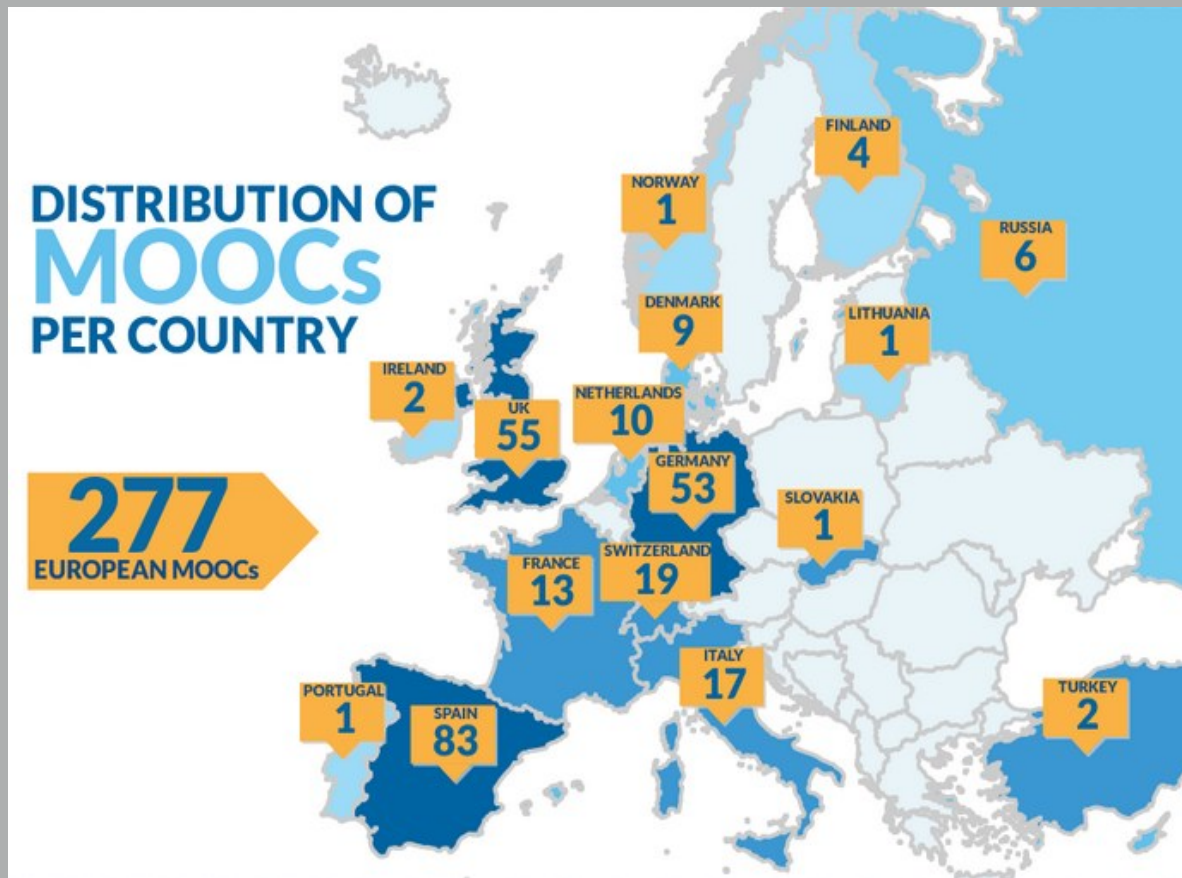 DISTRIBUTION OF
MOOCs
PER COUNTRY
277
EUROPEAN MOOCs
FINLAND
4
NORWAY
1
RUSSIA
6
DENMARK
9
LITHUANIA
1
IRELAND
2
UK
55
NETHERLANDS
10
GERMANY
53
SLOVAKIA
1
FRANCE
13
SWITZERLAND
19
ITALY
17
PORTUGAL
1
SPAIN
83
TURKEY
2